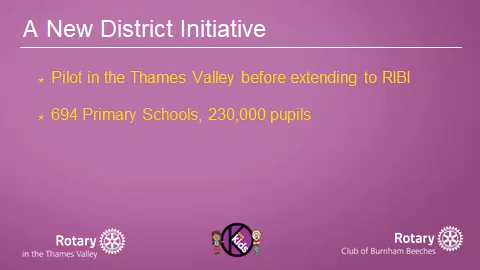 A New District Initiative
* Pilot in the Thames Valley before extending to RIBI
* 694 Primary Schools, 230,000 pupils
Rotary
in the Thames Valley
K
kids
Rotary
Club of Burnham Beeches